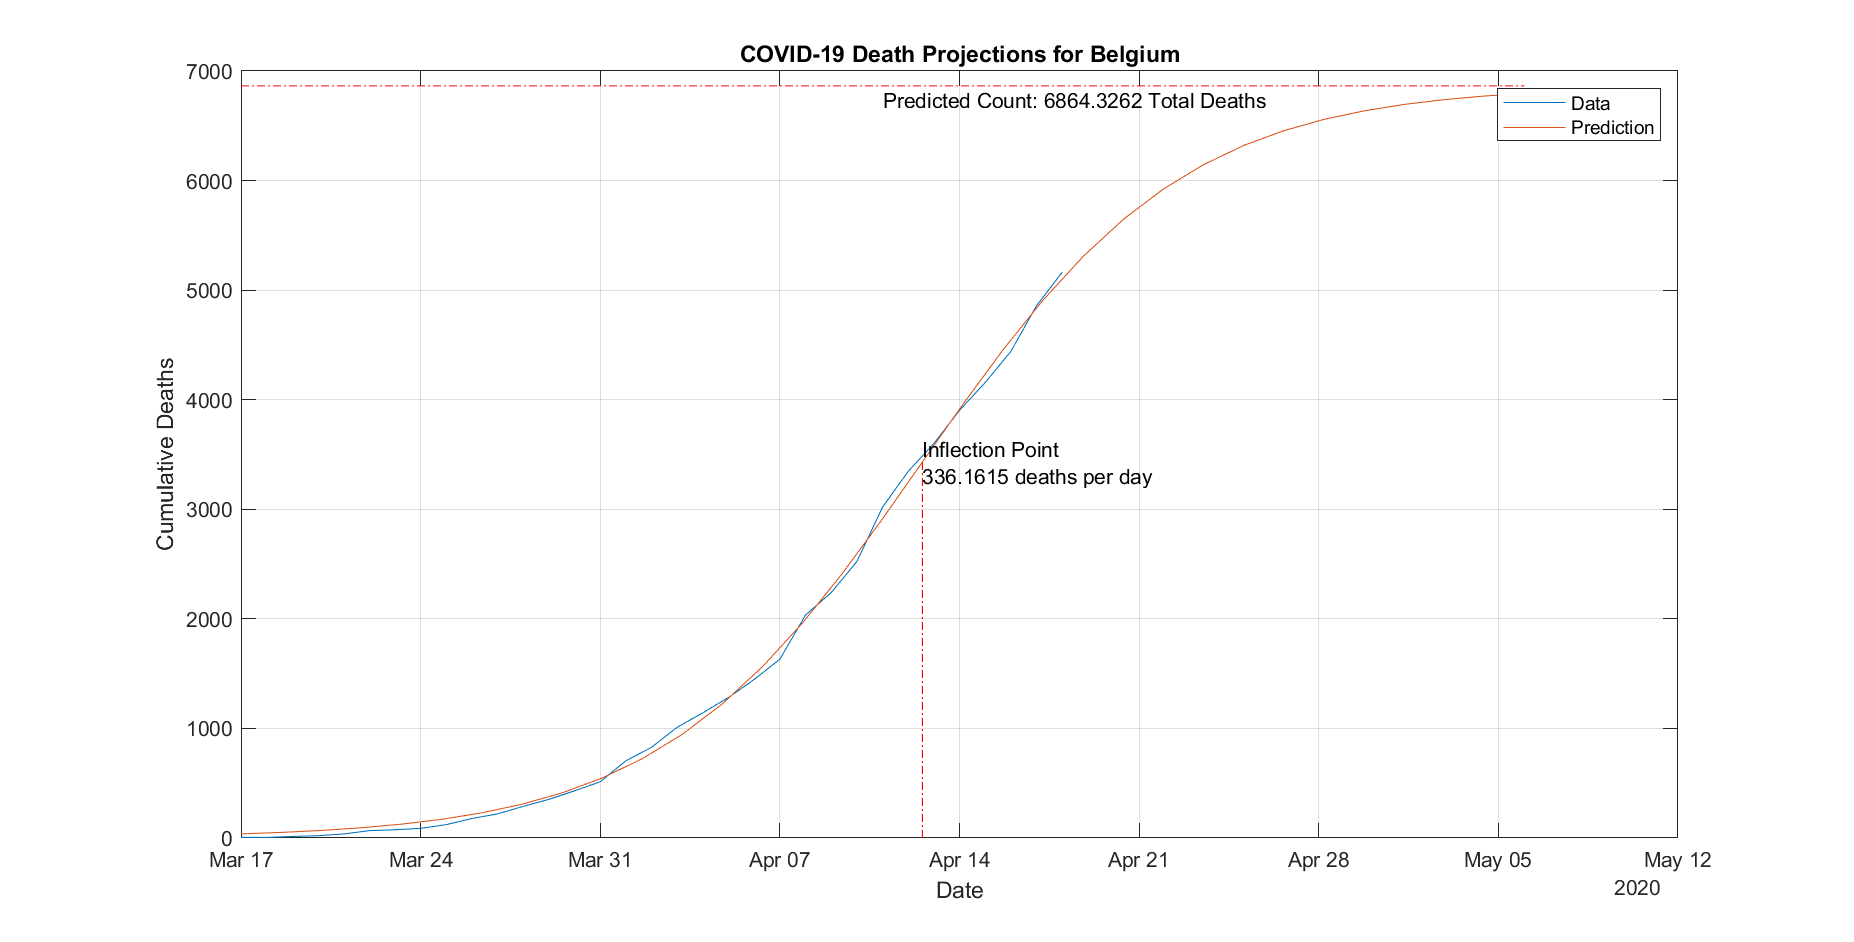 COVID-19 Death Projections for Belgium
7000
Predicted Count: 6864.3262 Total Deaths
Data
Prediction
6000
5000
4000
Inflection Point
336.1615 deaths per day
3000
2000
1000
0
Cumulative Deaths
Mar 17 Mar 24 Mar 31 Apr 07 Apr 14 Apr 21 Apr 28 May 05 May 12
Date
2020